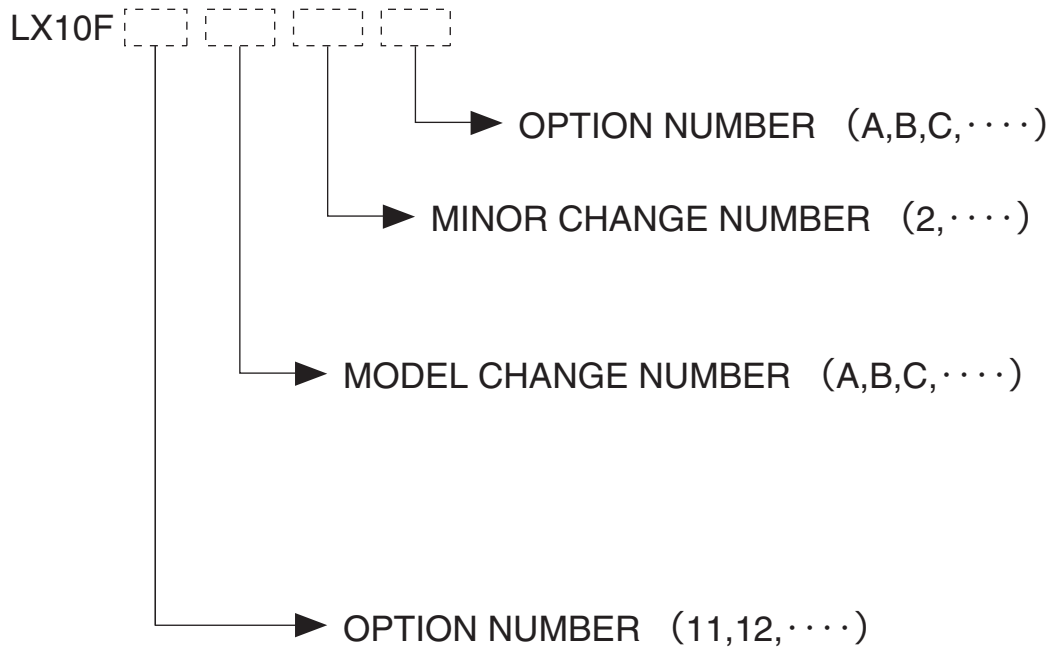 LX10F
OPTION NUMBER （A,B,C,‥‥）
MINOR CHANGE NUMBER （2,‥‥）
MODEL CHANGE NUMBER （A,B,C,‥‥）
OPTION NUMBER （11,12,‥‥）